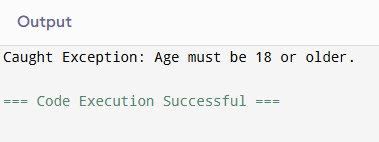 Output
Caught Exception: Age must be 18 or older.
=== Code Execution Successful ===